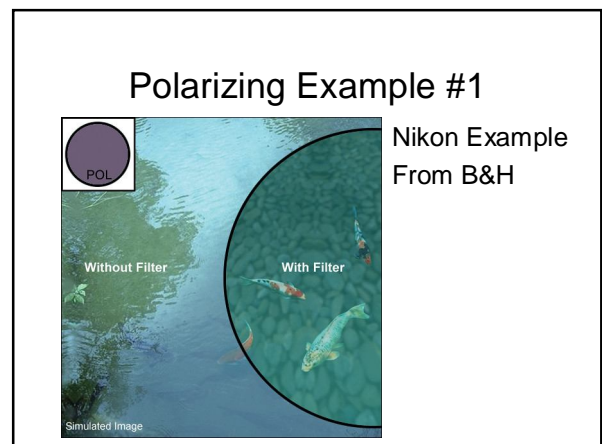 Polarizing Example #1
POL
Without Filter
With Filter
Simulated Image
Nikon Example
From B&H